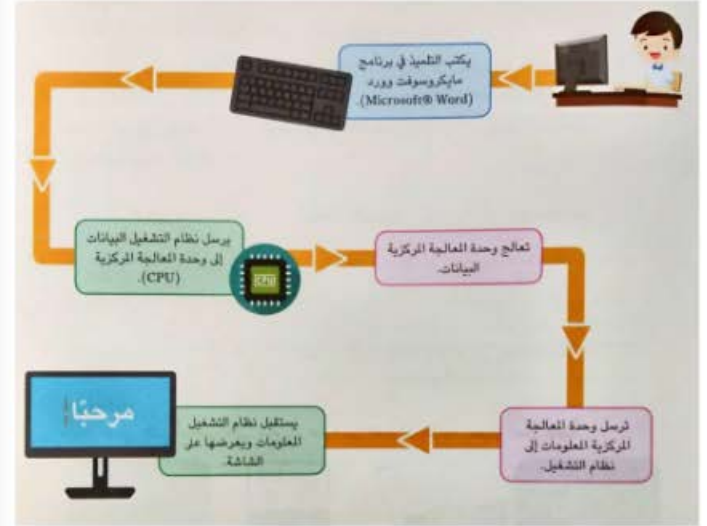 يكتب التلميذ في برنامج
مايكروسوفت وورد
(Microsoft® Word).
يرسل نظام التشغيل البيانات
إلى وحدة المعالجة المركزية
(CPU).
CPU
تعالج وحدة المعالجة المركزية
البيانات.
ترسل وحدة المعالجة
المركزية المعلومات إلى
نظام التشغيل.
يستقبل نظام التشغيل
المعلومات ويعرضها على
الشاشة.
مرحبًا